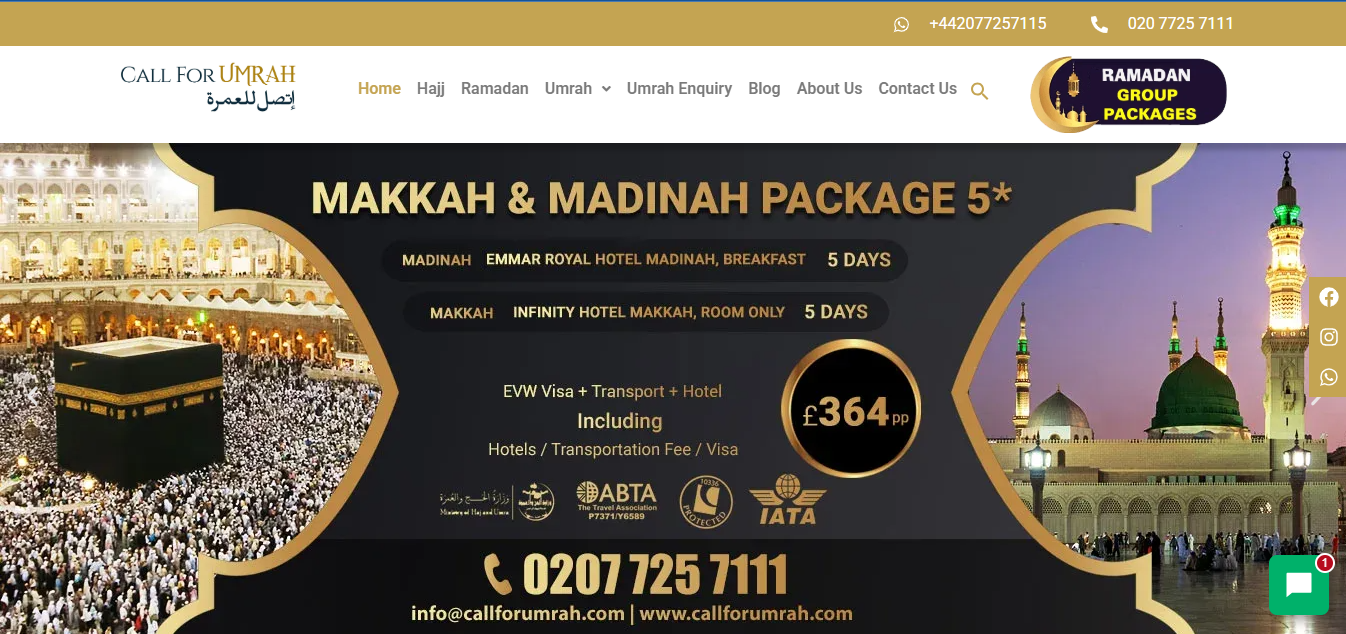 +442077257115 020 7725 7111
CALL FOR UMRAH
إتصل للعمرة
Home Hajj Ramadan Umrah Umrah Enquiry Blog About Us Contact Us
RAMADAN
GROUP
PACKAGES
MAKKAH & MADINAH PACKAGE 5*
MADINAH EMMAR ROYAL HOTEL MADINAH, BREAKFAST 5 DAYS
MAKKAH INFINITY HOTEL MAKKAH, ROOM ONLY 5 DAYS
EVW Visa + Transport + Hotel
Including
Hotels / Transportation Fee / Visa
£364 pp
وزارة الحج والعمرة
Ministry of Hajj and Umra
ABTA
The Travel Association
P7371/Y6589
10336
PROTECTED
IATA
0207 725 7111
info@callforumrah.com | www.callforumrah.com
1